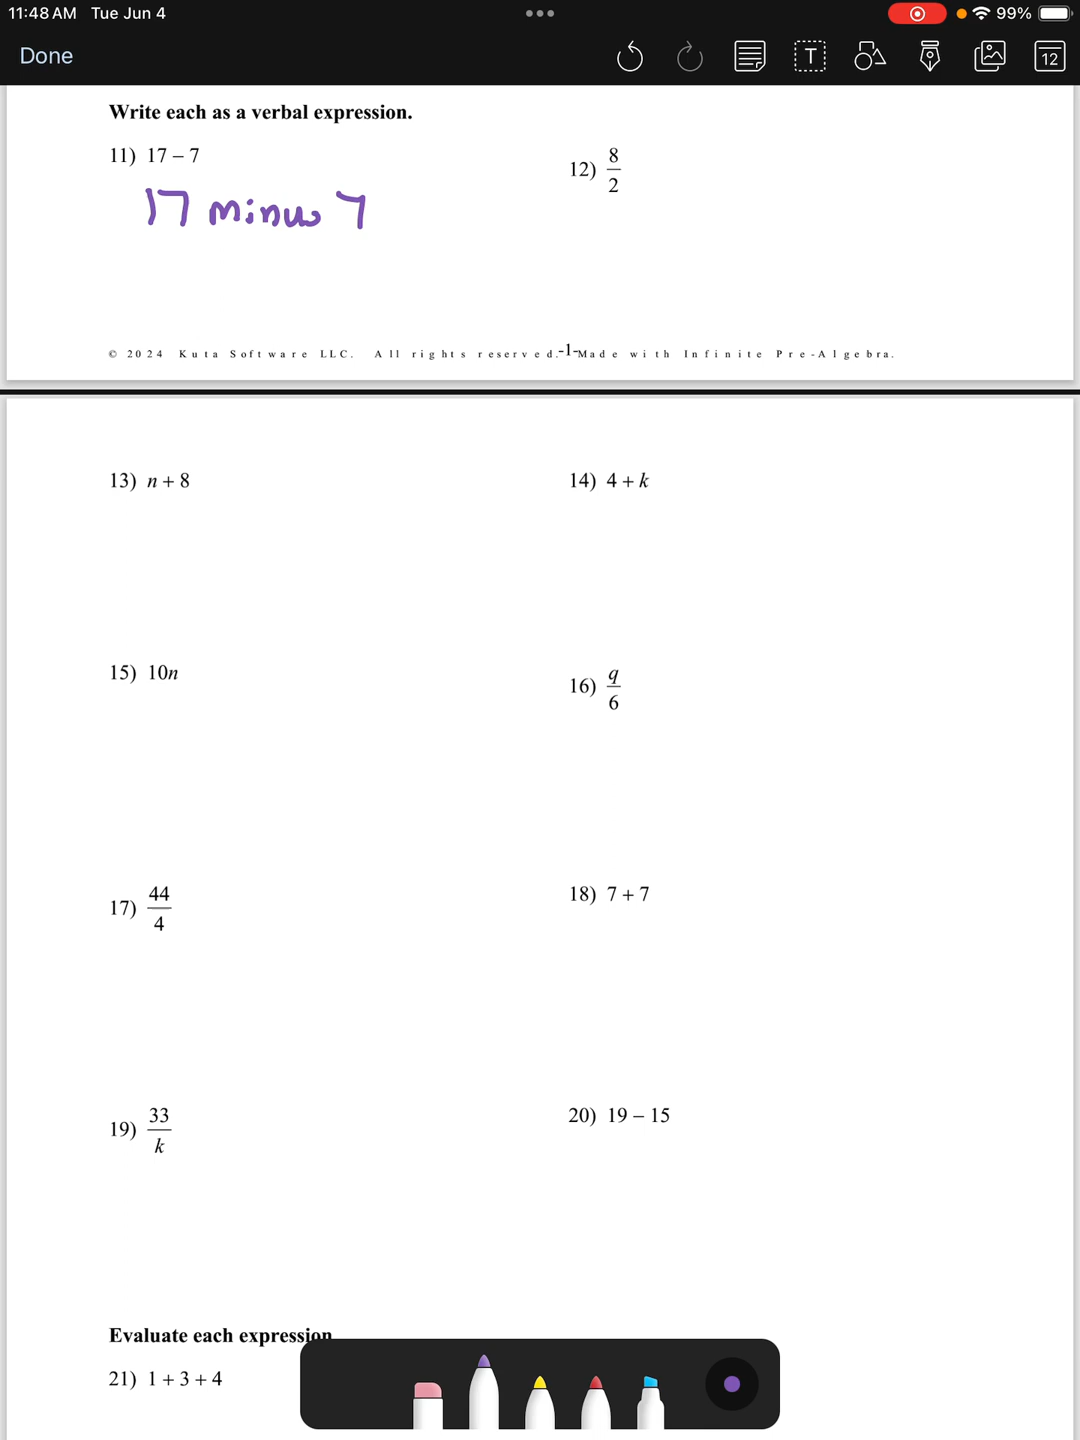 11:48 AM Tue Jun 4
99%
Done
T
12
Write each as a verbal expression.
11) 17 – 7
12) 8/2
17 minus 7
© 2024 Kuta Software LLC. All rights reserved.-1-Made with Infinite Pre-Algebra.
13) n + 8
14) 4 + k
15) 10n
16) q/6
17) 44/4
18) 7 + 7
19) 33/k
20) 19 – 15
Evaluate each expression
21) 1 + 3 + 4